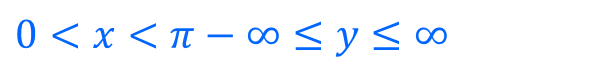 0 < x < π − ∞ ≤ y ≤ ∞